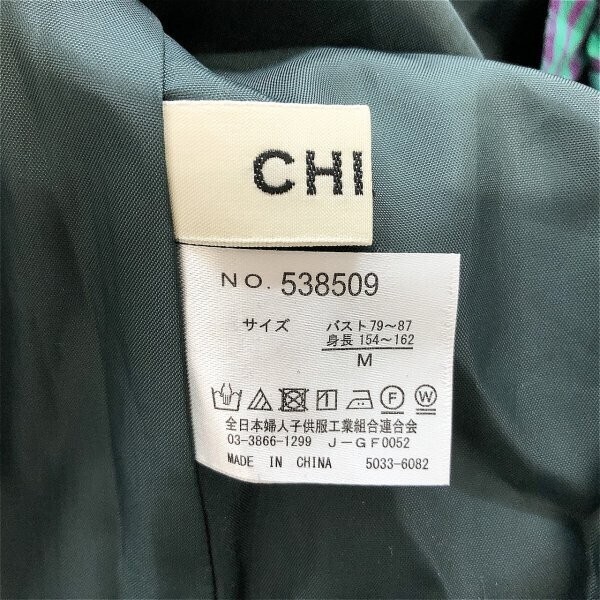 CHI
NO. 538509
サイズ バスト79～87
身長 154～162
M
F W
全日本婦人子供服工業組合連合会
03-3866-1299 J-GF0052
MADE IN CHINA 5033-6082